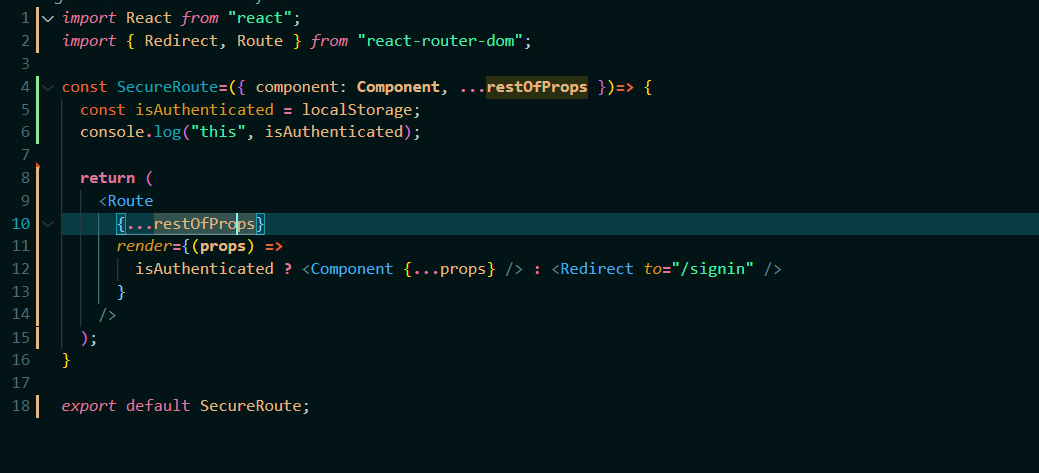 1 import React from "react";
2 import { Redirect, Route } from "react-router-dom";
3
4 const SecureRoute=({ component: Component, ...restOfProps })=> {
5   const isAuthenticated = localStorage;
6   console.log("this", isAuthenticated);
7
8   return (
9     <Route
10       {...restOfProps}
11       render={(props) =>
12         isAuthenticated ? <Component {...props} /> : <Redirect to="/signin" />
13       }
14     />
15   );
16 }
17
18 export default SecureRoute;